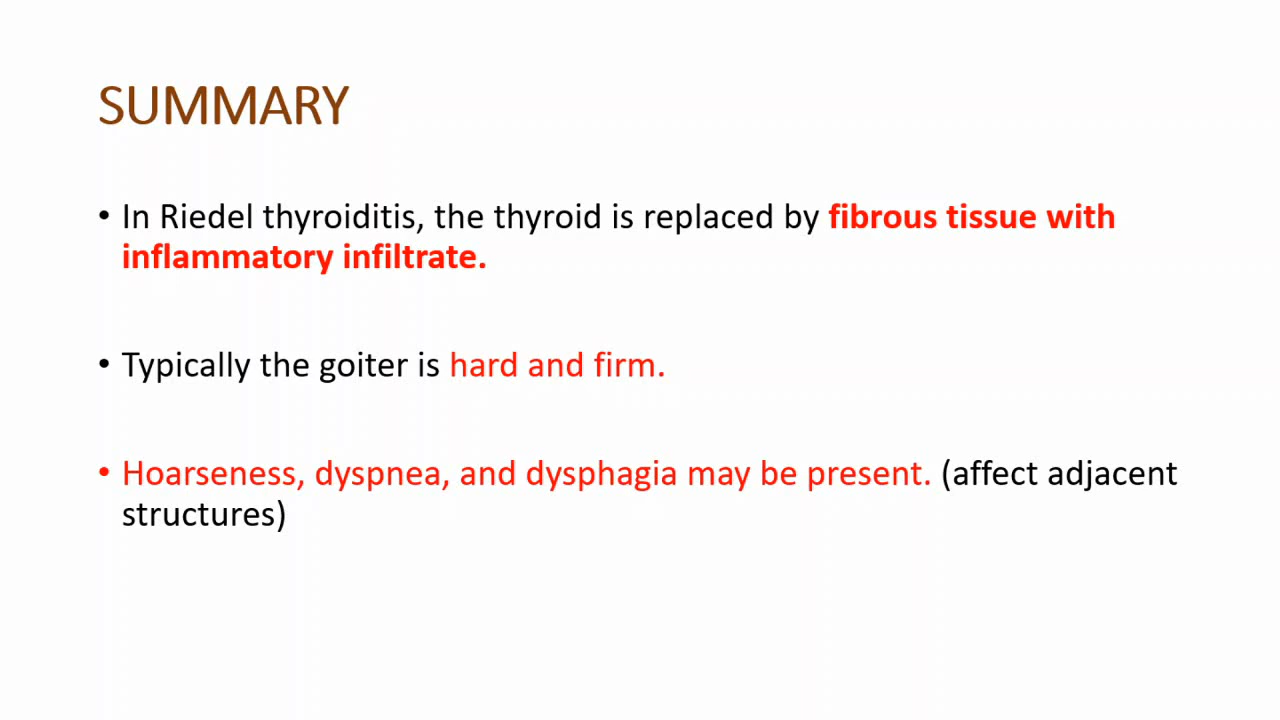 SUMMARY
• In Riedel thyroiditis, the thyroid is replaced by fibrous tissue with
inflammatory infiltrate.
• Typically the goiter is hard and firm.
• Hoarseness, dyspnea, and dysphagia may be present. (affect adjacent
structures)